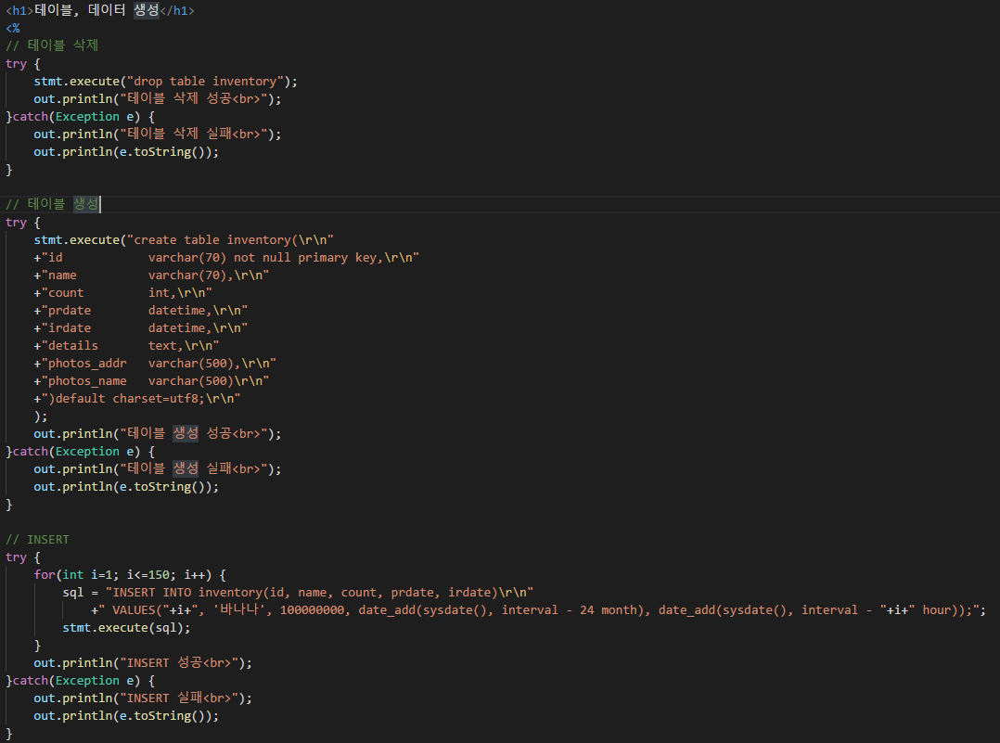 <h1>테이블, 데이터 생성</h1>
<%
// 테이블 삭제
try {
    stmt.execute("drop table inventory");
    out.println("테이블 삭제 성공<br>");
}catch(Exception e) {
    out.println("테이블 삭제 실패<br>");
    out.println(e.toString());
}

// 테이블 생성
try {
    stmt.execute("create table inventory(\r\n"
    +"id            varchar(70) not null primary key,\r\n"
    +"name          varchar(70),\r\n"
    +"count         int,\r\n"
    +"prdate        datetime,\r\n"
    +"irdate        datetime,\r\n"
    +"details       text,\r\n"
    +"photos_addr   varchar(500),\r\n"
    +"photos_name   varchar(500)\r\n"
    +")default charset=utf8;\r\n"
    );
    out.println("테이블 생성 성공<br>");
}catch(Exception e) {
    out.println("테이블 생성 실패<br>");
    out.println(e.toString());
}

// INSERT
try {
    for(int i=1; i<=150; i++) {
        sql = "INSERT INTO inventory(id, name, count, prdate, irdate)\r\n"
            +" VALUES("+i+", '바나나', 100000000, date_add(sysdate(), interval - 24 month), date_add(sysdate(), interval - "+i+" hour));";
        stmt.execute(sql);
    }
    out.println("INSERT 성공<br>");
}catch(Exception e) {
    out.println("INSERT 실패<br>");
    out.println(e.toString());
}